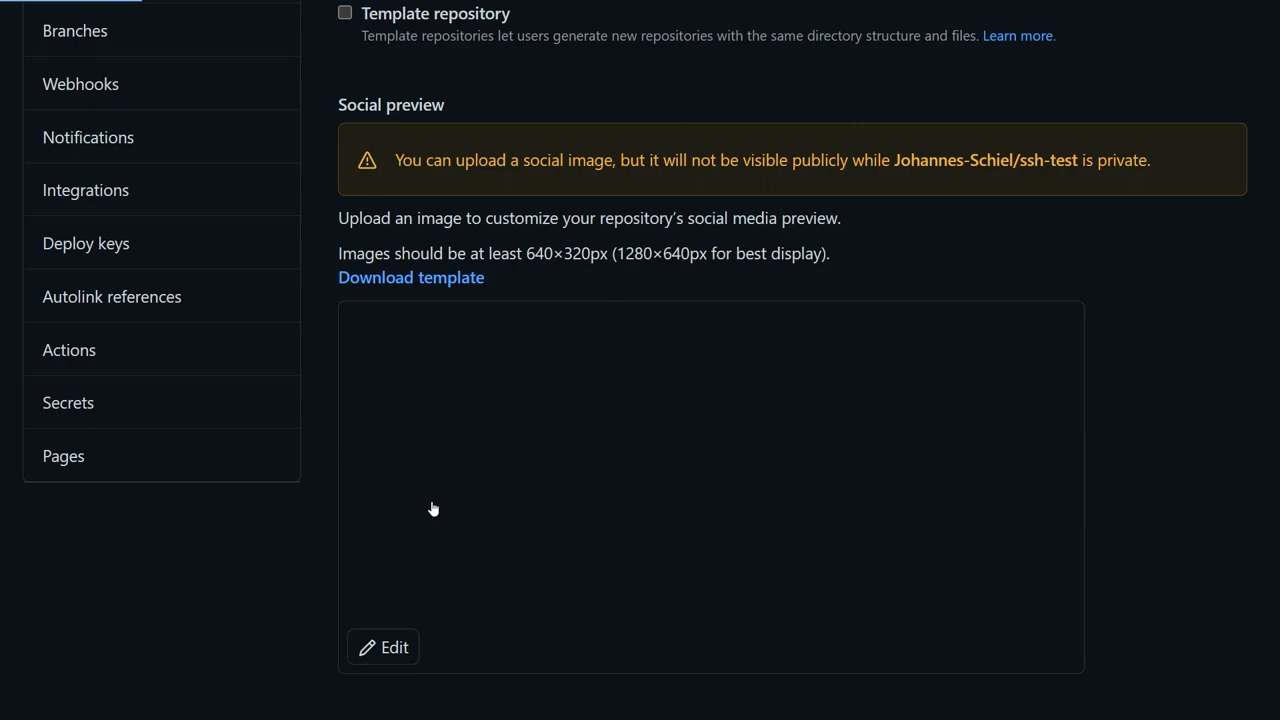 Branches
Webhooks
Notifications
Integrations
Deploy keys
Autolink references
Actions
Secrets
Pages
Template repository
Template repositories let users generate new repositories with the same directory structure and files. Learn more.
Social preview
You can upload a social image, but it will not be visible publicly while Johannes-Schiel/ssh-test is private.
Upload an image to customize your repository’s social media preview.
Images should be at least 640×320px (1280×640px for best display).
Download template
Edit